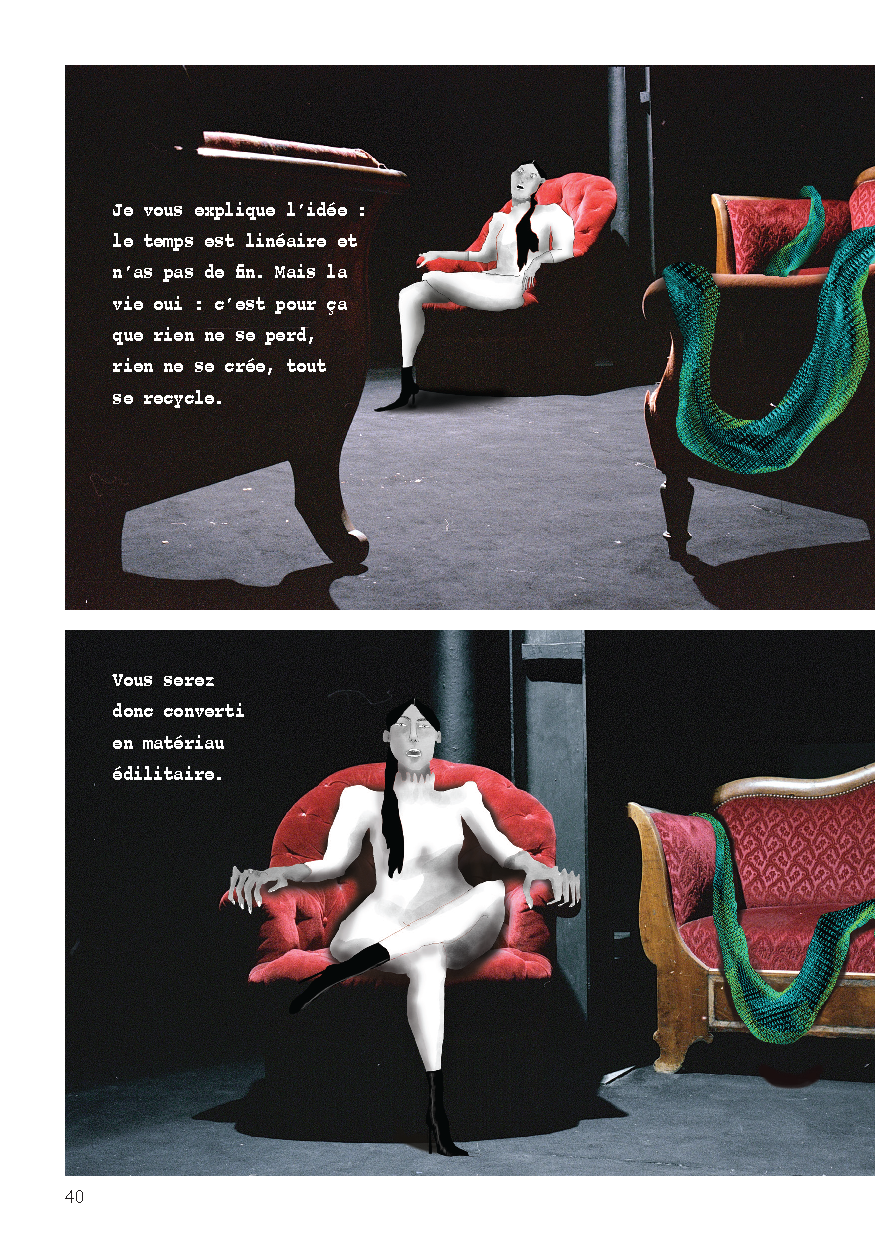 Je vous explique l'idée :
le temps est linéaire et
n'as pas de fin. Mais la
vie oui : c'est pour ça
que rien ne se perd,
rien ne se crée, tout
se recycle.
Vous serez
donc converti
en matériau
édilitaire.
40